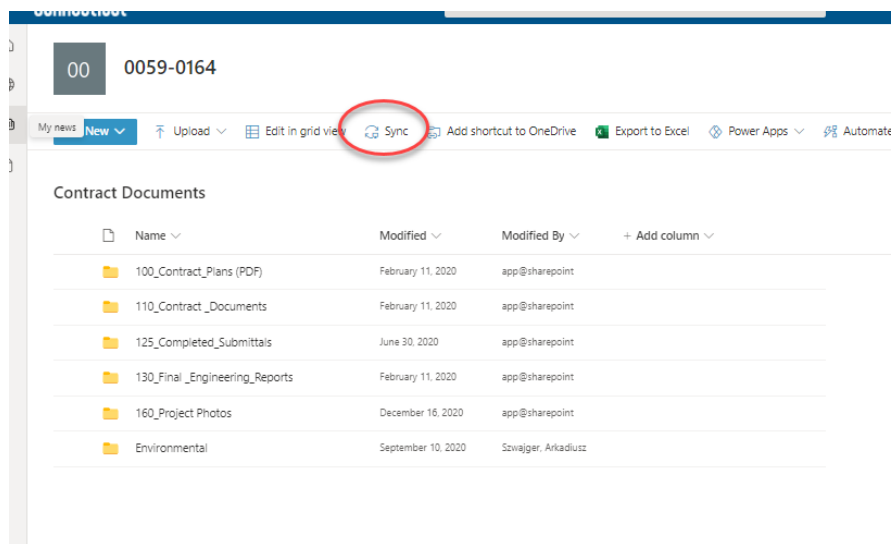 00 0059-0164
My news New Upload Edit in grid view Sync Add shortcut to OneDrive Export to Excel Power Apps Automate
Contract Documents
Name Modified Modified By + Add column
100_Contract_Plans (PDF) February 11, 2020 app@sharepoint
110_Contract _Documents February 11, 2020 app@sharepoint
125_Completed_Submittals June 30, 2020 app@sharepoint
130_Final _Engineering_Reports February 11, 2020 app@sharepoint
160_Project Photos December 16, 2020 app@sharepoint
Environmental September 10, 2020 Szwajger, Arkadiusz